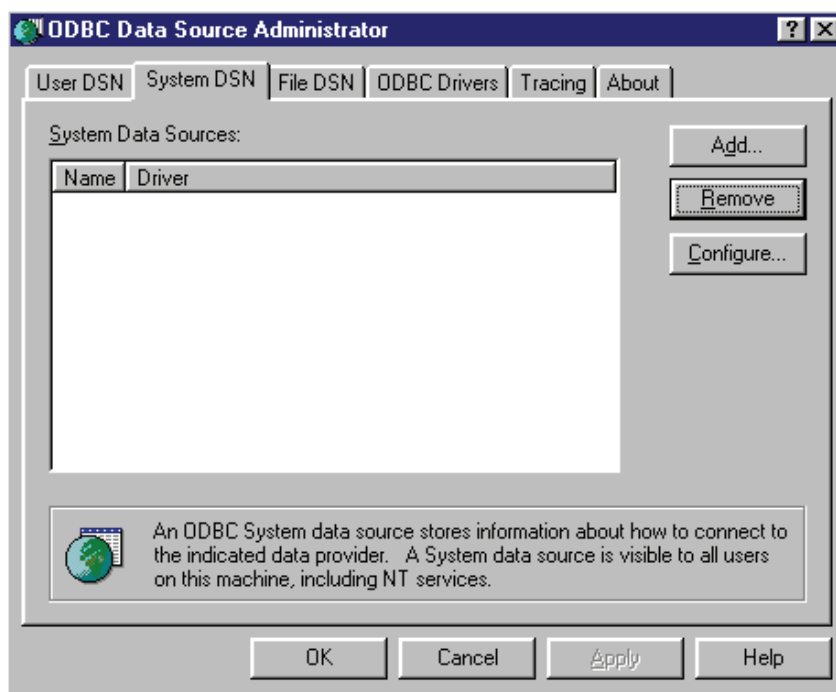 ODBC Data Source Administrator
User DSN System DSN File DSN ODBC Drivers Tracing About
System Data Sources:
Name Driver
Add...
Remove
Configure...
An ODBC System data source stores information about how to connect to
the indicated data provider. A System data source is visible to all users
on this machine, including NT services.
OK Cancel Apply Help